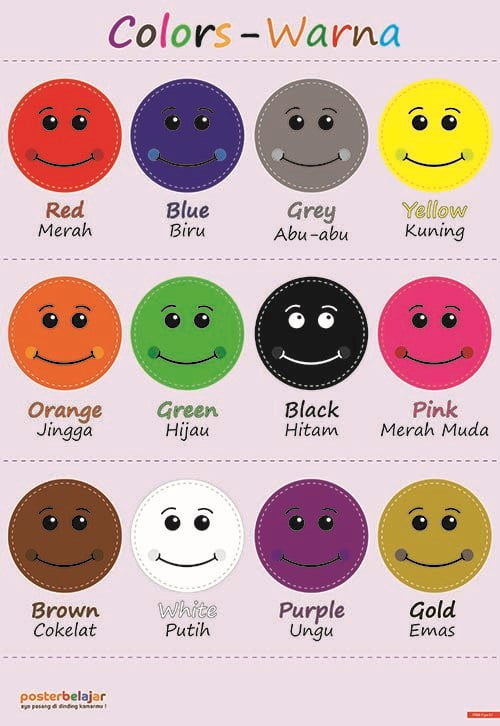 Colors - Warna
Red Blue Grey Yellow
Merah Biru Abu-abu Kuning
Orange Green Black Pink
Jingga Hijau Hitam Merah Muda
Brown White Purple Gold
Cokelat Putih Ungu Emas
posterbelajar
ayo pasang di dinding kamarmu !